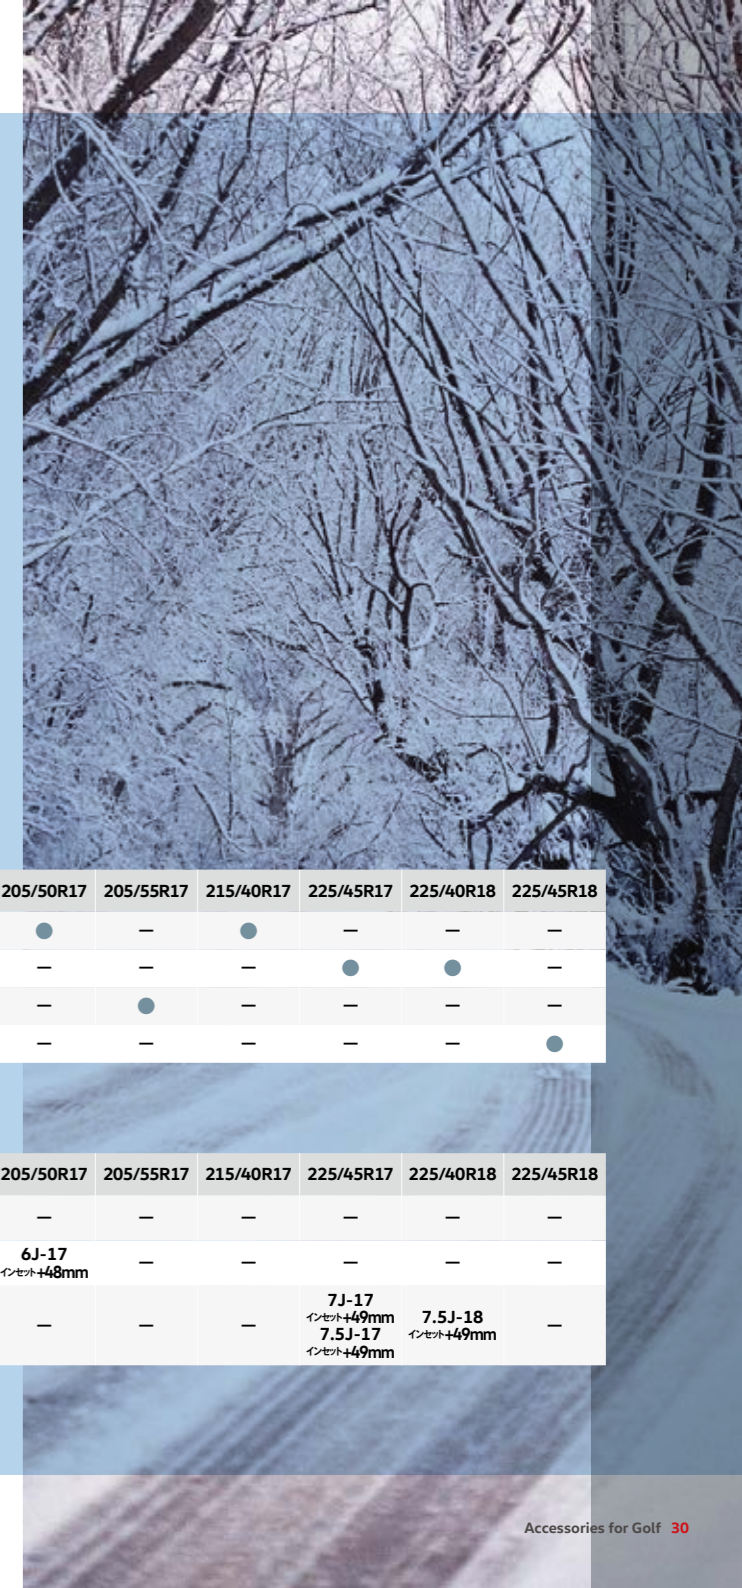 205/50R17 205/55R17 215/40R17 225/45R17 225/40R18 225/45R18
● — ● — — —
— — — ● ● —
— ● — — — —
— — — — — ●
205/50R17 205/55R17 215/40R17 225/45R17 225/40R18 225/45R18
— — — — — —
6J-17
インセット+48mm — — — — —
— — — 7J-17
インセット+49mm
7.5J-17
インセット+49mm 7.5J-18
インセット+49mm —
Accessories for Golf 30